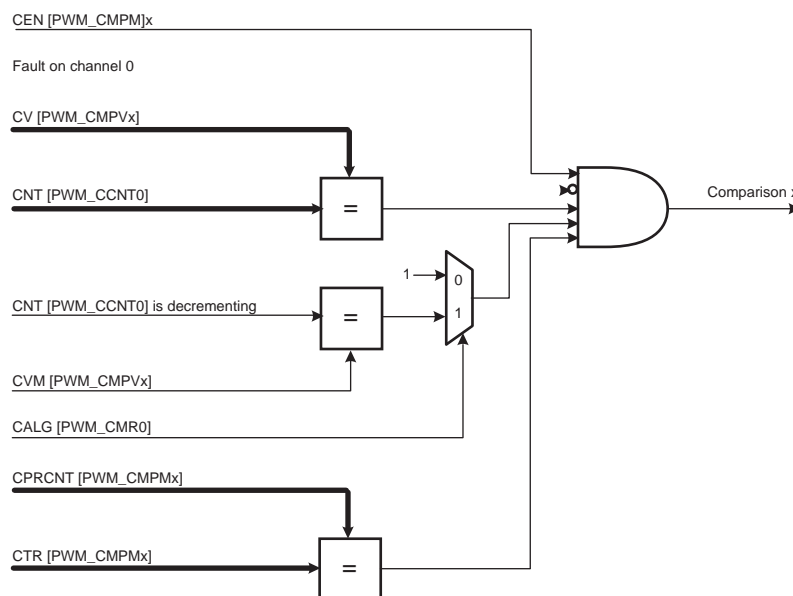 CEN [PWM_CMPM]x
Fault on channel 0
CV [PWM_CMPVx]
CNT [PWM_CCNT0]
=
Comparison x
1
0
CNT [PWM_CCNT0] is decrementing
=
1
CVM [PWM_CMPVx]
CALG [PWM_CMR0]
CPRCNT [PWM_CMPMx]
CTR [PWM_CMPMx]
=